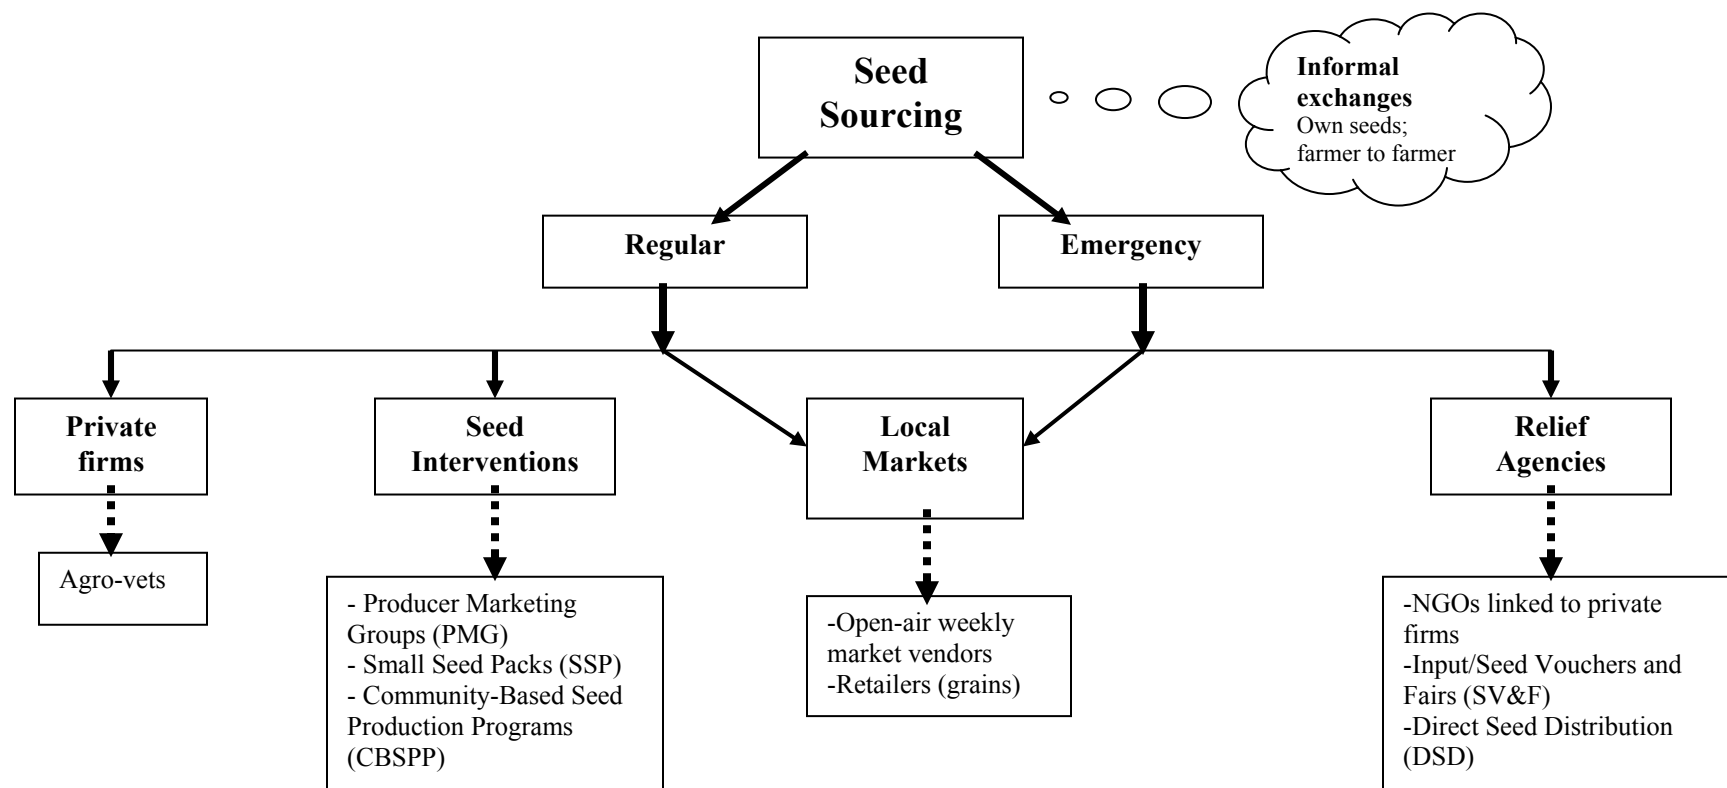 Seed
Sourcing
Informal
exchanges
Own seeds;
farmer to farmer
Regular
Emergency
Private
firms
Seed
Interventions
Local
Markets
Relief
Agencies
Agro-vets
- Producer Marketing
Groups (PMG)
- Small Seed Packs (SSP)
- Community-Based Seed
Production Programs
(CBSPP)
-Open-air weekly
market vendors
-Retailers (grains)
-NGOs linked to private
firms
-Input/Seed Vouchers and
Fairs (SV&F)
-Direct Seed Distribution
(DSD)